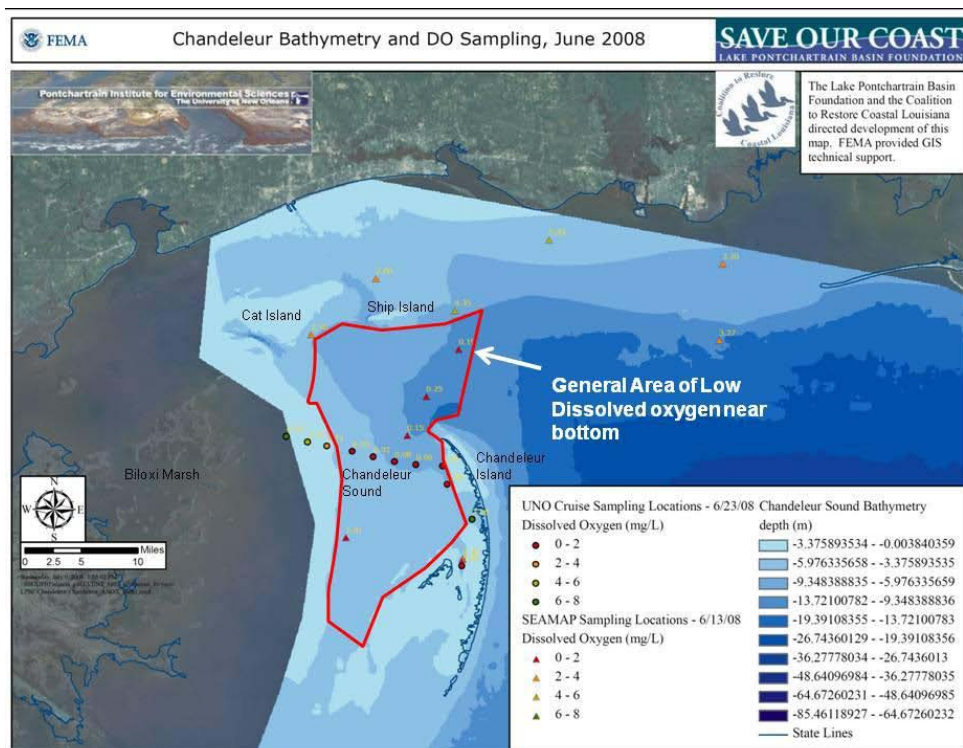 FEMA
Chandeleur Bathymetry and DO Sampling, June 2008
SAVE OUR COAST
LAKE PONTCHARTRAIN BASIN FOUNDATION
Pontchartrain Institute for Environmental Sciences
The University of New Orleans
Coalition to Restore
Coastal Louisiana
The Lake Pontchartrain Basin
Foundation and the Coalition
to Restore Coastal Louisiana
directed development of this
map. FEMA provided GIS
technical support.
Ship Island
Cat Island
3.27
0.15
General Area of Low
Dissolved oxygen near
bottom
Biloxi Marsh
Chandeleur
Sound
Chandeleur
Island
N
W E
S
0 2.5 5 10 Miles
UNO Cruise Sampling Locations - 6/23/08
Dissolved Oxygen (mg/L)
0 - 2
2 - 4
4 - 6
6 - 8
SEAMAP Sampling Locations - 6/13/08
Dissolved Oxygen (mg/L)
0 - 2
2 - 4
4 - 6
6 - 8
Chandeleur Sound Bathymetry
depth (m)
-3.375893534 - -0.003840359
-5.976335658 - -3.375893535
-9.348388835 - -5.976335659
-13.72100782 - -9.348388836
-19.39108355 - -13.72100783
-26.74360129 - -19.39108356
-36.27778034 - -26.7436013
-48.64096984 - -36.27778035
-64.67260231 - -48.64096985
-85.46118927 - -64.67260232
State Lines